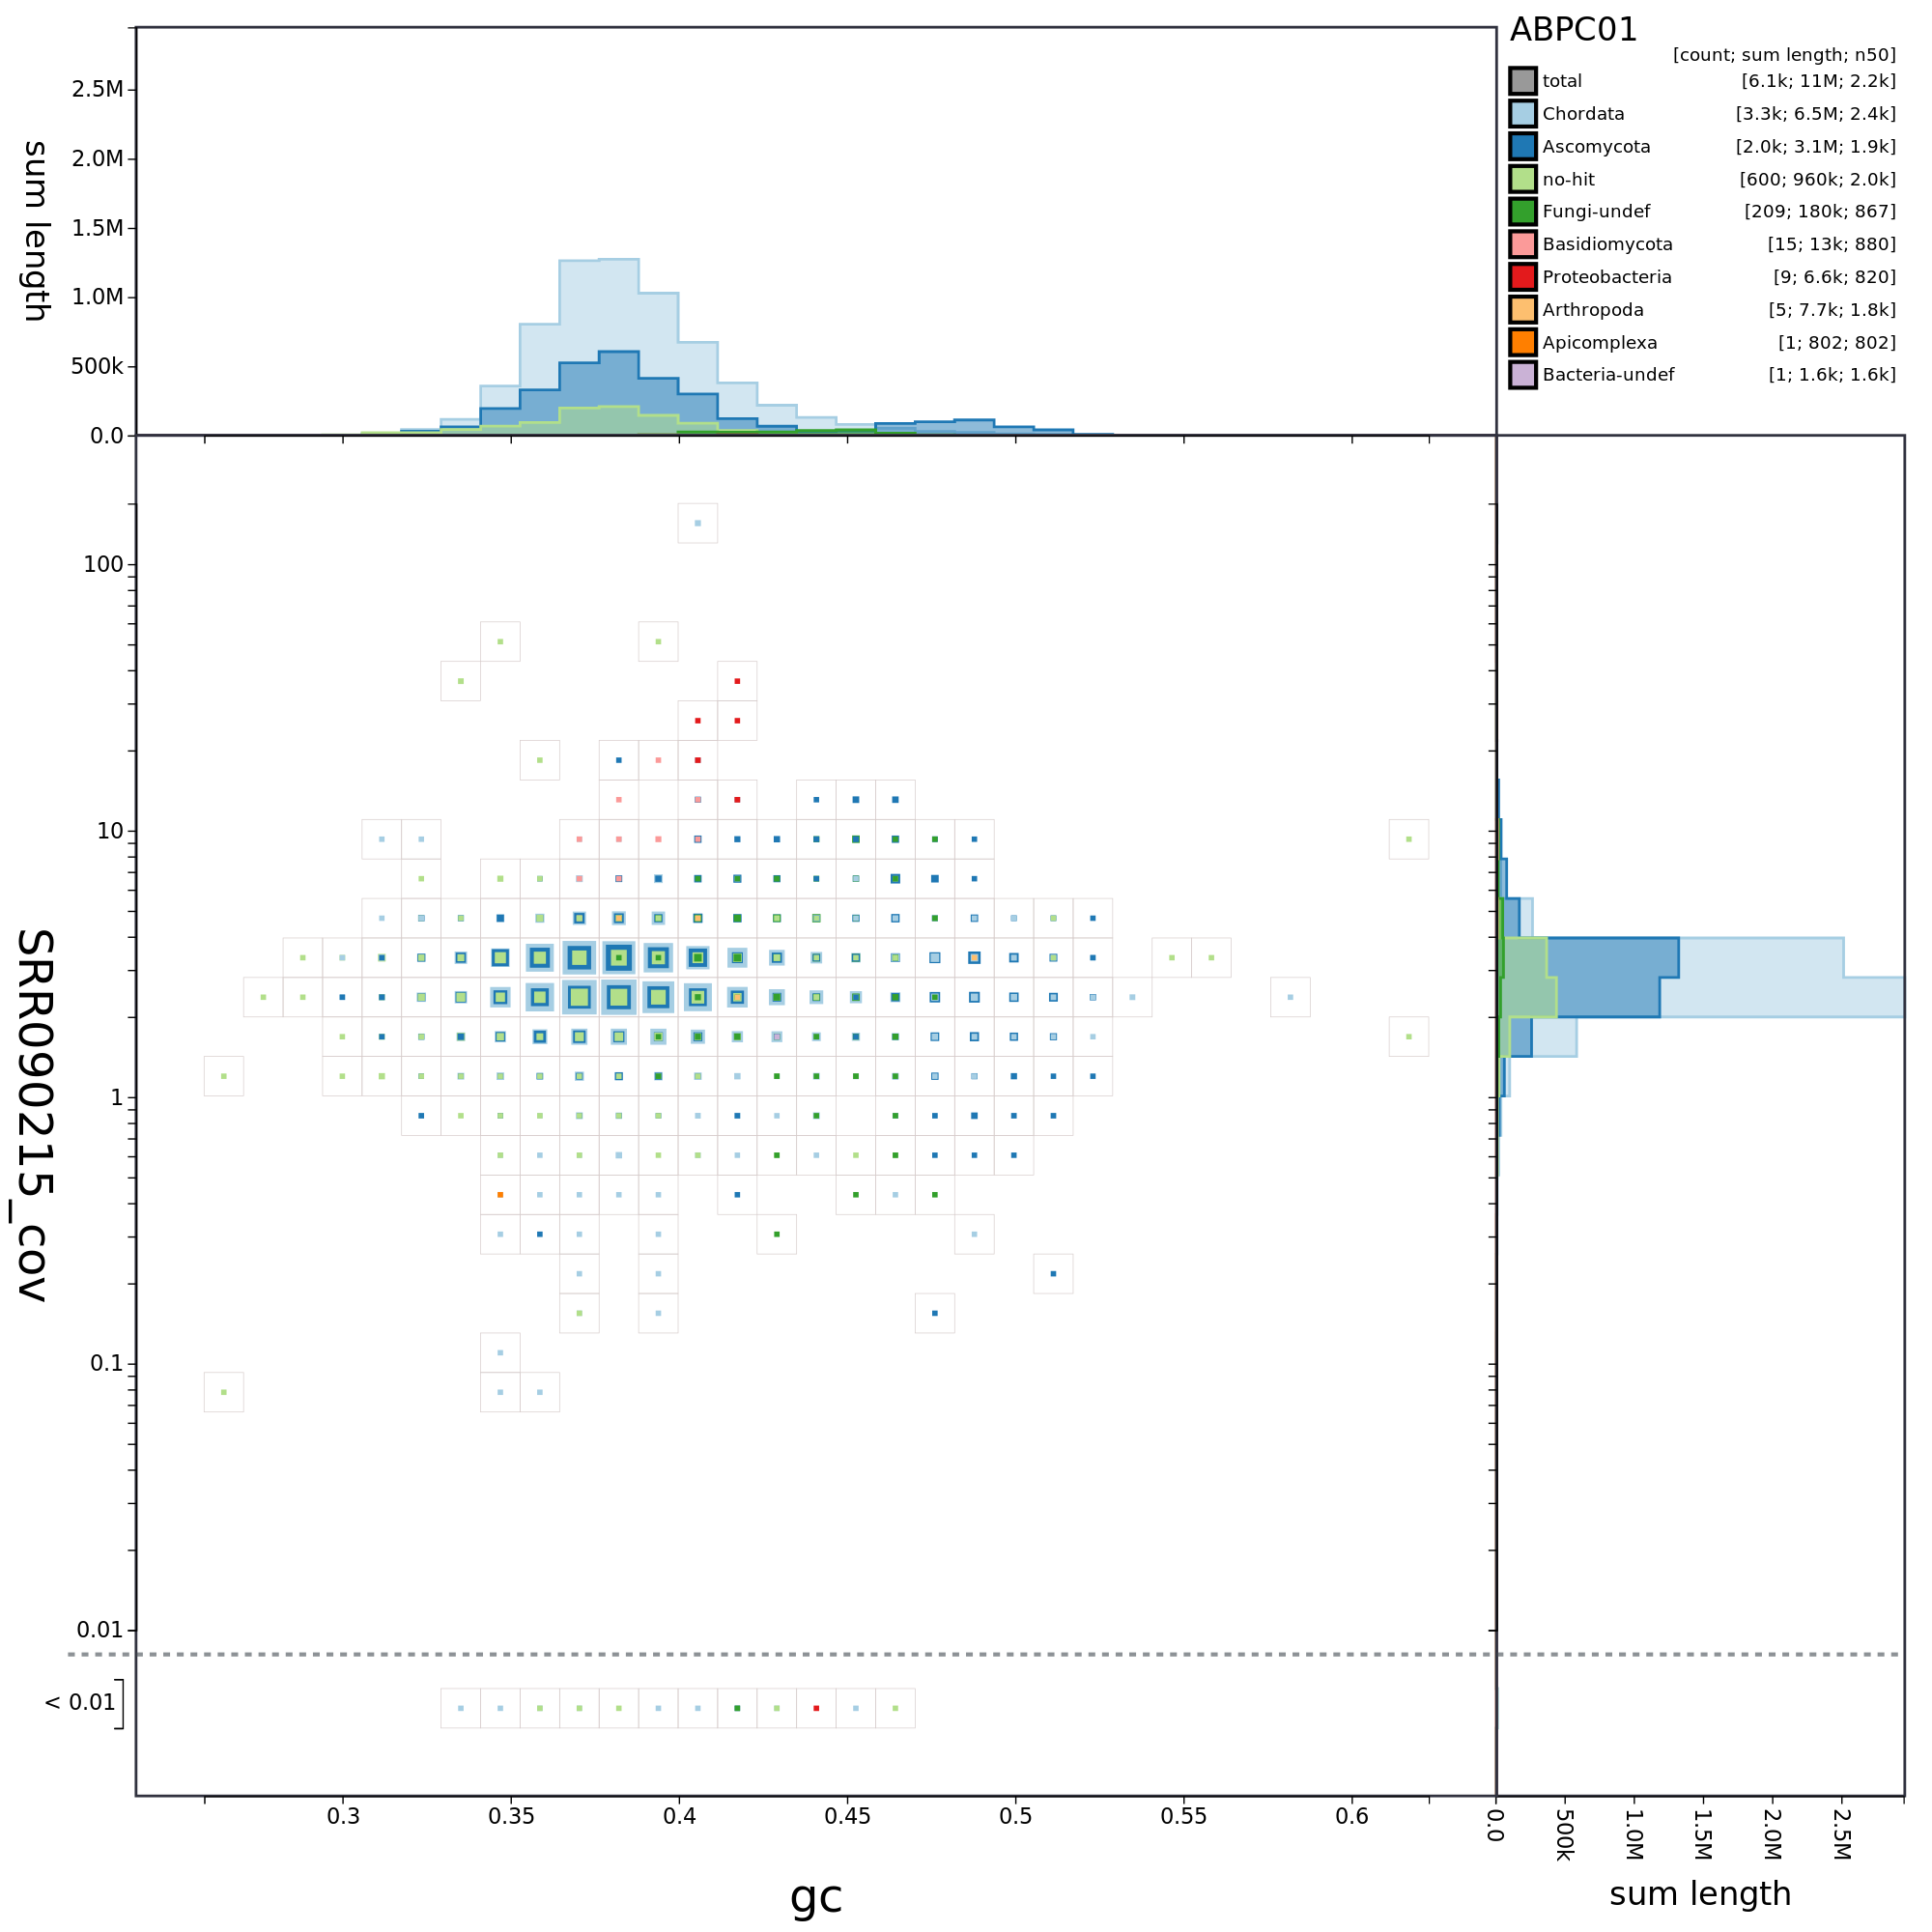 ABPC01
[count; sum length; n50]
total [6.1k; 11M; 2.2k]
Chordata [3.3k; 6.5M; 2.4k]
Ascomycota [2.0k; 3.1M; 1.9k]
no-hit [600; 960k; 2.0k]
Fungi-undef [209; 180k; 867]
Basidiomycota [15; 13k; 880]
Proteobacteria [9; 6.6k; 820]
Arthropoda [5; 7.7k; 1.8k]
Apicomplexa [1; 802; 802]
Bacteria-undef [1; 1.6k; 1.6k]
sum length
2.5M
2.0M
1.5M
1.0M
500k
0.0
SRR090215_cov
100
10
1
0.1
0.01
< 0.01
0.3 0.35 0.4 0.45 0.5 0.55 0.6
gc
0.0 500k 1.0M 1.5M 2.0M 2.5M
sum length